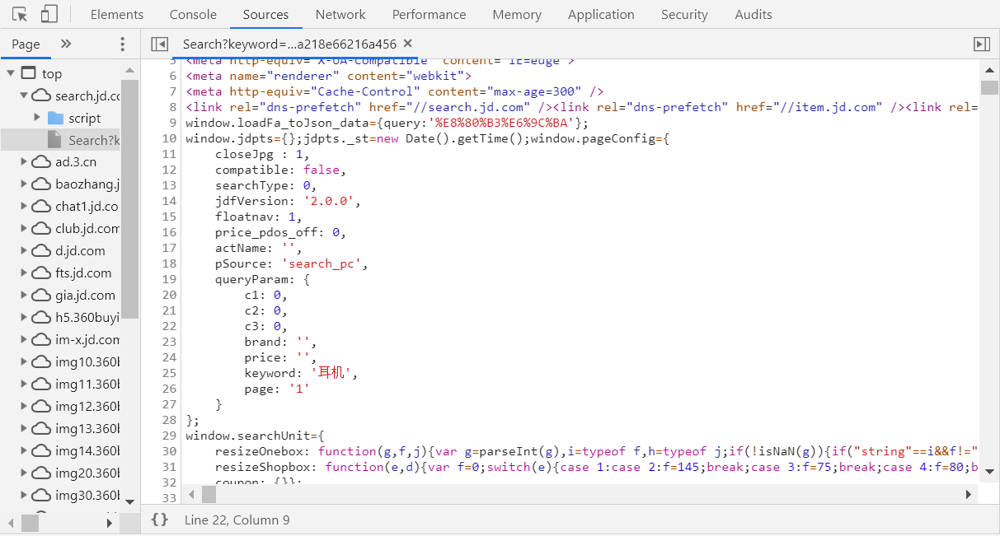 Elements Console Sources Network Performance Memory Application Security Audits
Page » Search?keyword=...a218e66216a456 ×
top
search.jd.co
script
Search?k
ad.3.cn
baozhang.j
chat1.jd.co
club.jd.com
d.jd.com
fts.jd.com
gia.jd.com
h5.360buyi
im-x.jd.com
img10.360b
img11.360b
img12.360b
img13.360b
img14.360b
img20.360b
img30.360b
5 <meta http-equiv="X-UA-Compatible" content="IE=edge">
6 <meta name="renderer" content="webkit">
7 <meta http-equiv="Cache-Control" content="max-age=300" />
8 <link rel="dns-prefetch" href="//search.jd.com" /><link rel="dns-prefetch" href="//item.jd.com" /><link rel=
9 window.loadFa_toJson_data={query:'%E8%80%B3%E6%9C%BA'};
10 window.jdpts={};jdpts._st=new Date().getTime();window.pageConfig={
11 closeJpg : 1,
12 compatible: false,
13 searchType: 0,
14 jdfVersion: '2.0.0',
15 floatnav: 1,
16 price_pdos_off: 0,
17 actName: '',
18 pSource: 'search_pc',
19 queryParam: {
20 c1: 0,
21 c2: 0,
22 c3: 0,
23 brand: '',
24 price: '',
25 keyword: '耳机',
26 page: '1'
27 }
28 };
29 window.searchUnit={
30 resizeOnebox: function(g,f,j){var g=parseInt(g),i=typeof f,h=typeof j;if(!isNaN(g)){if("string"==i&&f!="
31 resizeShopbox: function(e,d){var f=0;switch(e){case 1:case 2:f=145;break;case 3:f=75;break;case 4:f=80;b
32 coupon: {}};
33
{} Line 22, Column 9